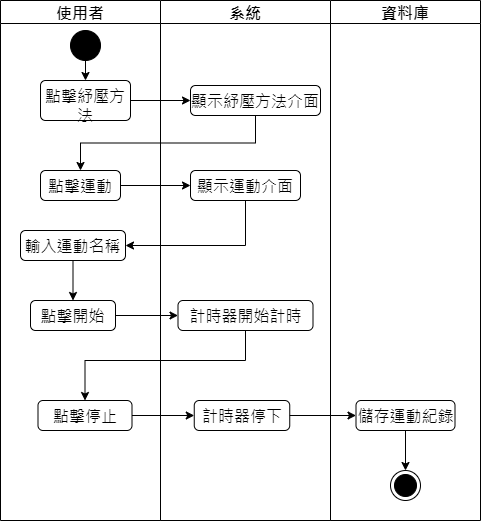 使用者
系統
資料庫
點擊紓壓方
法
顯示紓壓方法介面
點擊運動
顯示運動介面
輸入運動名稱
點擊開始
計時器開始計時
點擊停止
計時器停下
儲存運動紀錄